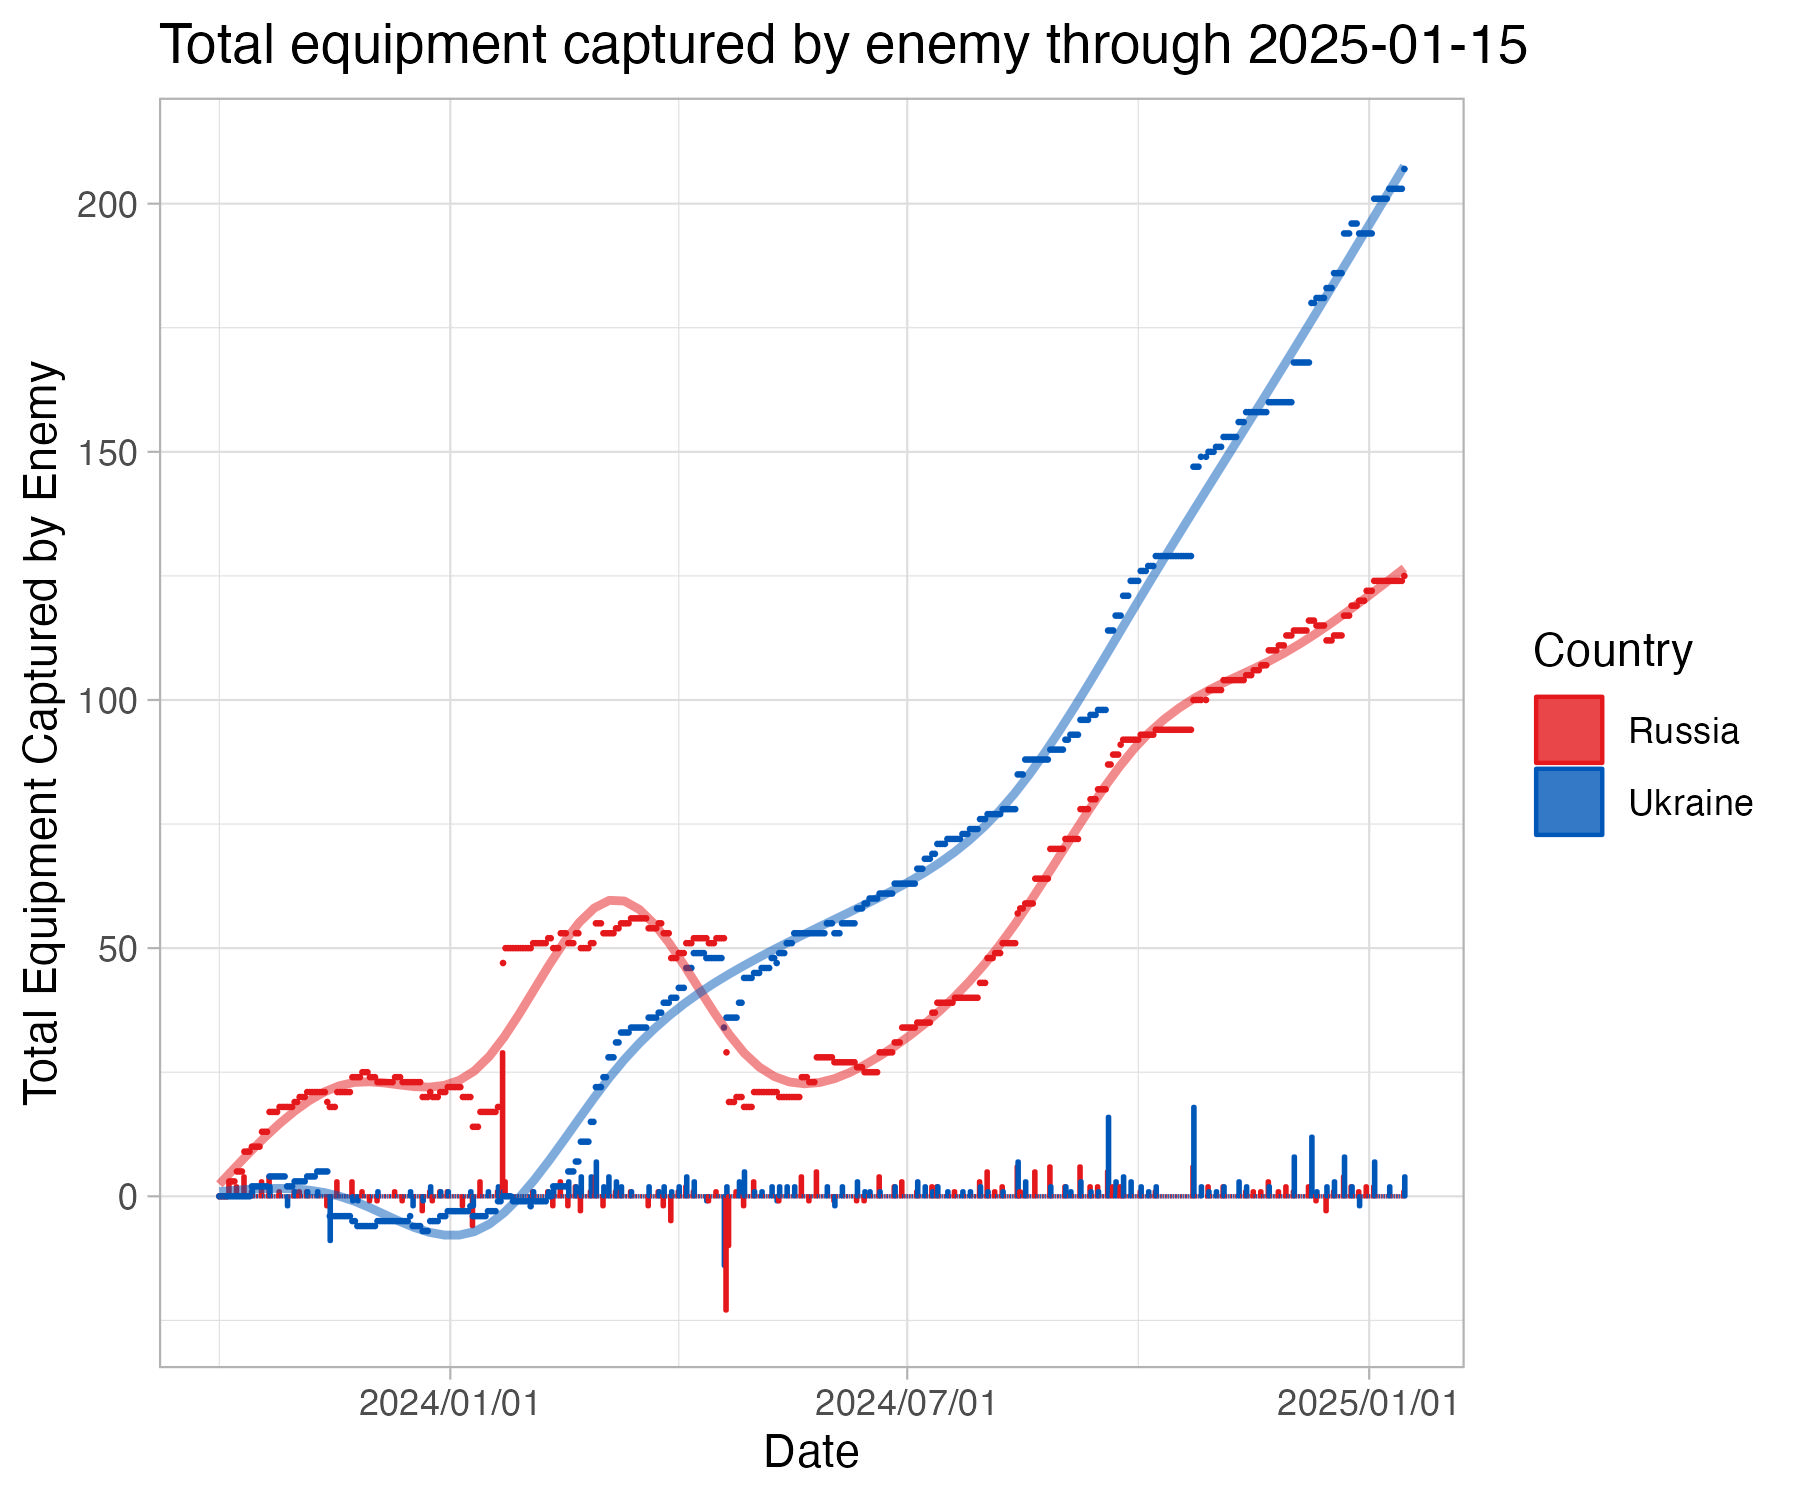 Total equipment captured by enemy through 2025-01-15
Total Equipment Captured by Enemy
200
150
100
50
0
2024/01/01
2024/07/01
2025/01/01
Date
Country
Russia
Ukraine